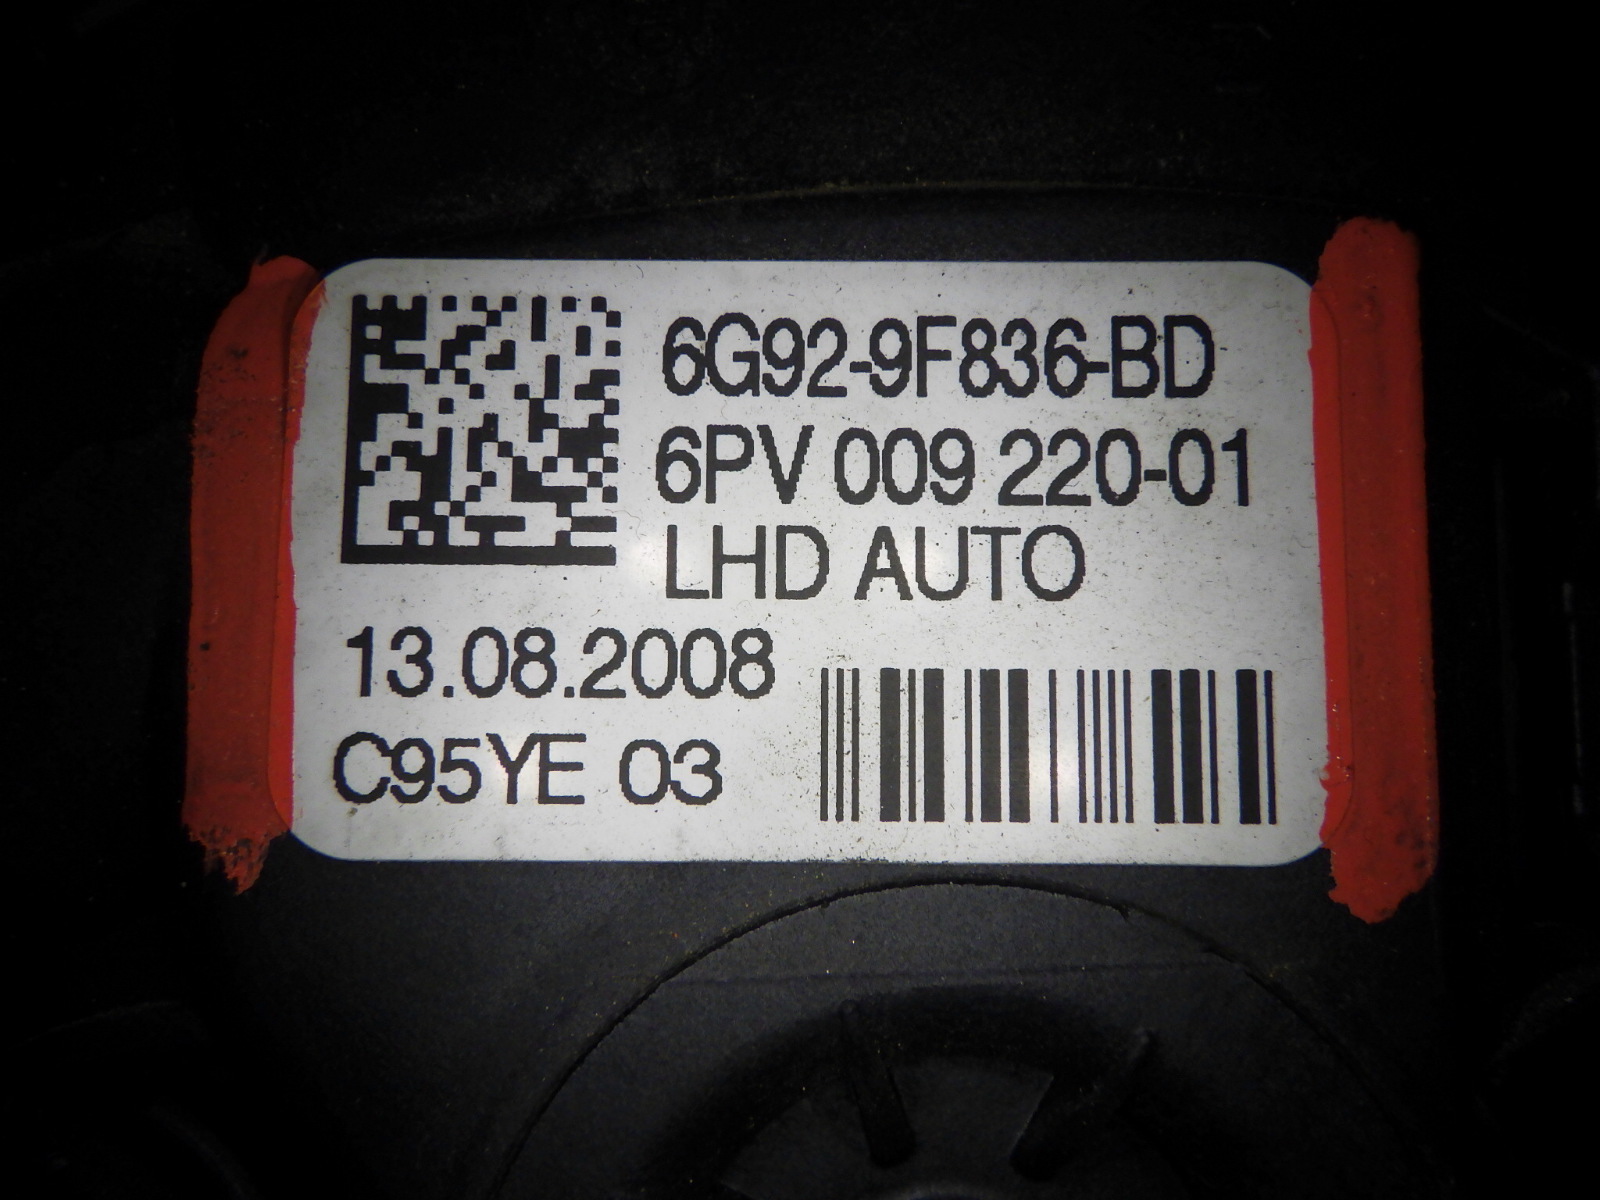 6G92-9F836-BD
6PV 009 220-01
LHD AUTO
13.08.2008
C95YE 03